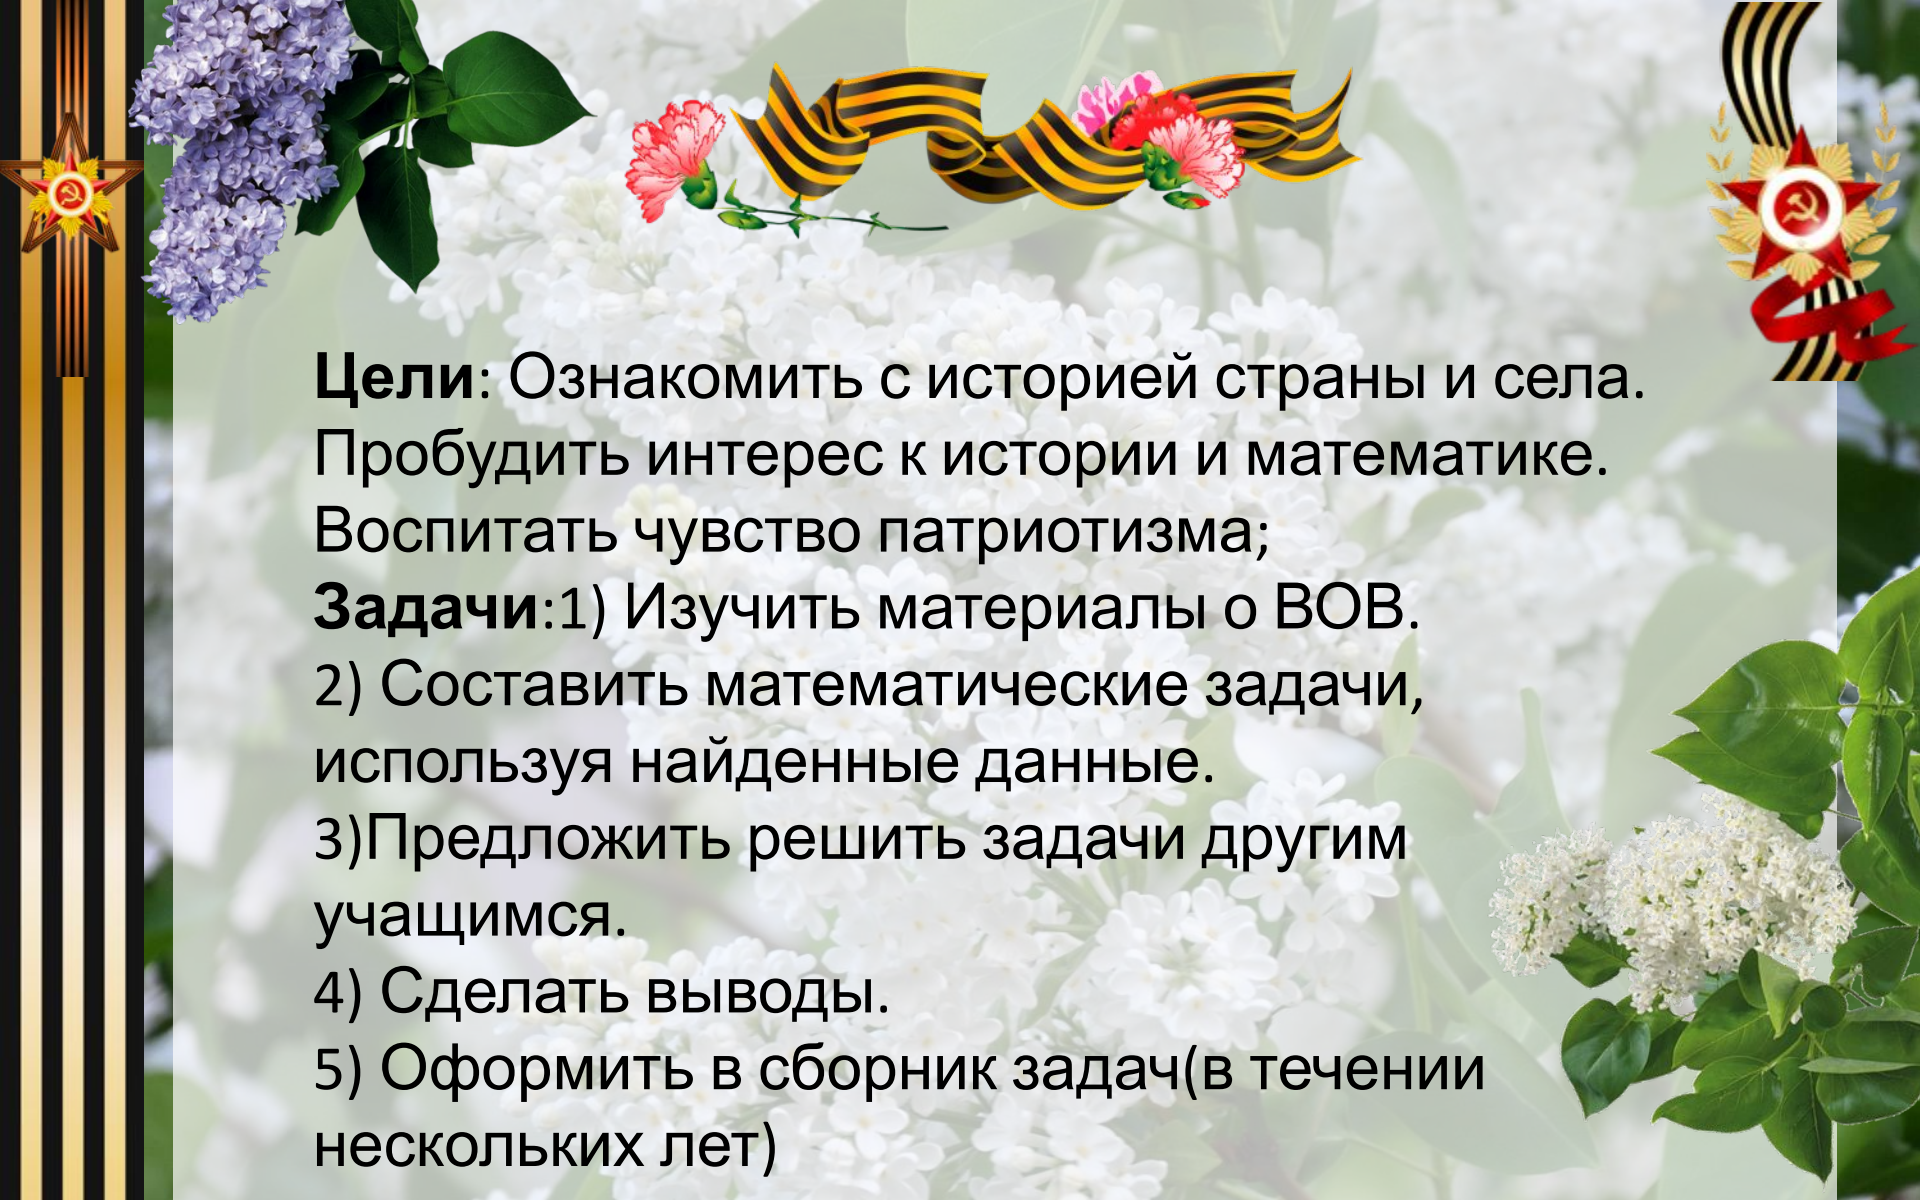 Цели: Ознакомить с историей страны и села.
Пробудить интерес к истории и математике.
Воспитать чувство патриотизма;
Задачи:1) Изучить материалы о ВОВ.
2) Составить математические задачи,
используя найденные данные.
3)Предложить решить задачи другим
учащимся.
4) Сделать выводы.
5) Оформить в сборник задач(в течении
нескольких лет)